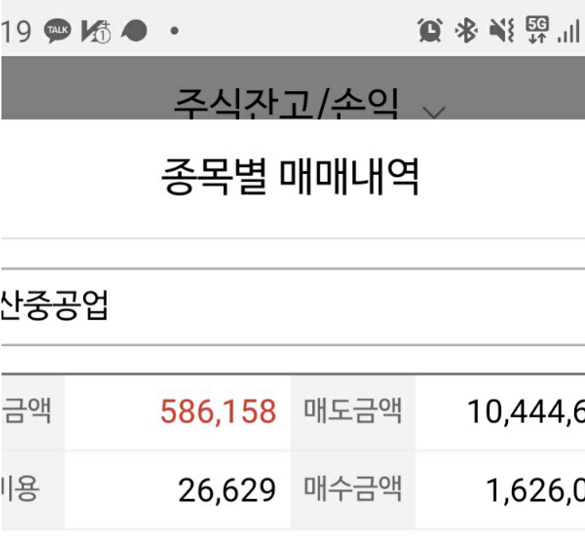 19 TALK 5G
주식잔고/손익
종목별 매매내역
산중공업
금액 586,158 매도금액 10,444,6
비용 26,629 매수금액 1,626,0